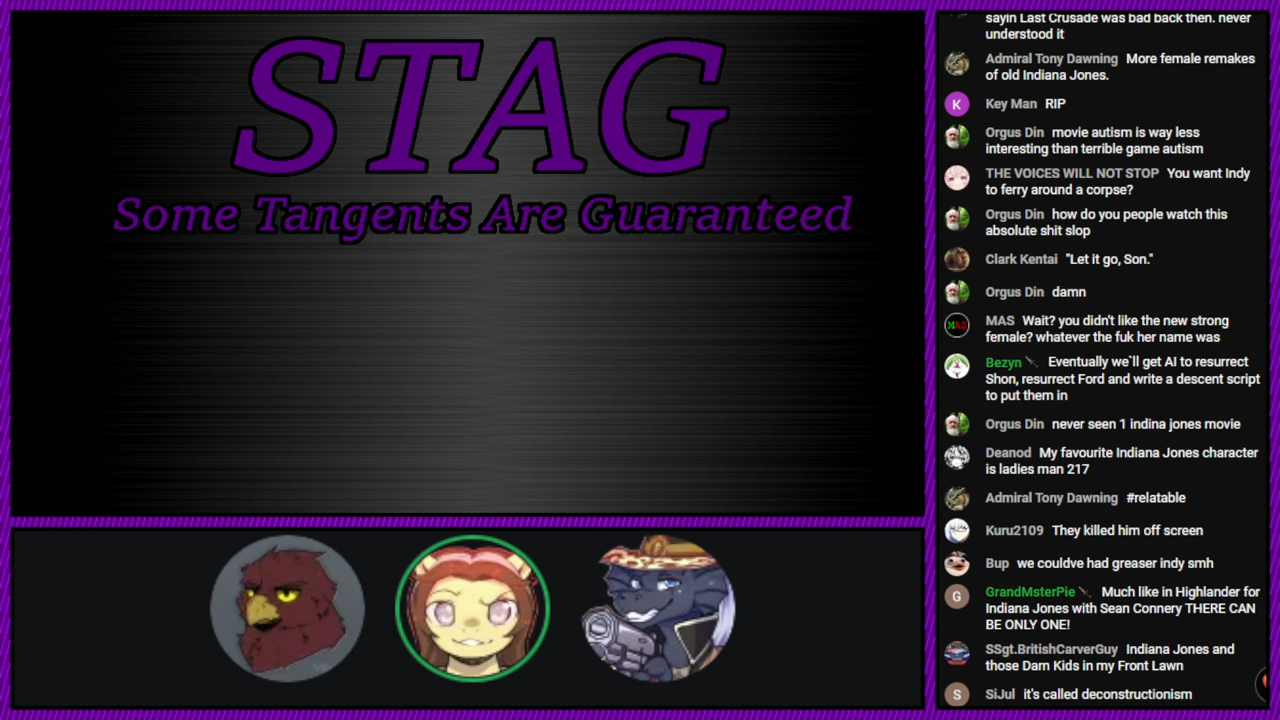 STAG
Some Tangents Are Guaranteed
sayin Last Crusade was bad back then. never
understood it
Admiral Tony Dawning More female remakes
of old Indiana Jones.
K
Key Man RIP
Orgus Din movie autism is way less
interesting than terrible game autism
THE VOICES WILL NOT STOP You want Indy
to ferry around a corpse?
Orgus Din how do you people watch this
absolute shit slop
Clark Kentai "Let it go, Son."
Orgus Din damn
MAS
MAS Wait? you didn't like the new strong
female? whatever the fuk her name was
Bezyn Eventually we`ll get AI to resurrect
Shon, resurrect Ford and write a descent script
to put them in
Orgus Din never seen 1 indina jones movie
Deanod My favourite Indiana Jones character
is ladies man 217
Admiral Tony Dawning #relatable
Kuru2109 They killed him off screen
Bup we couldve had greaser indy smh
G
GrandMsterPie Much like in Highlander for
Indiana Jones with Sean Connery THERE CAN
BE ONLY ONE!
SSgt.BritishCarverGuy Indiana Jones and
those Darn Kids in my Front Lawn
S
SiJul it's called deconstructionism